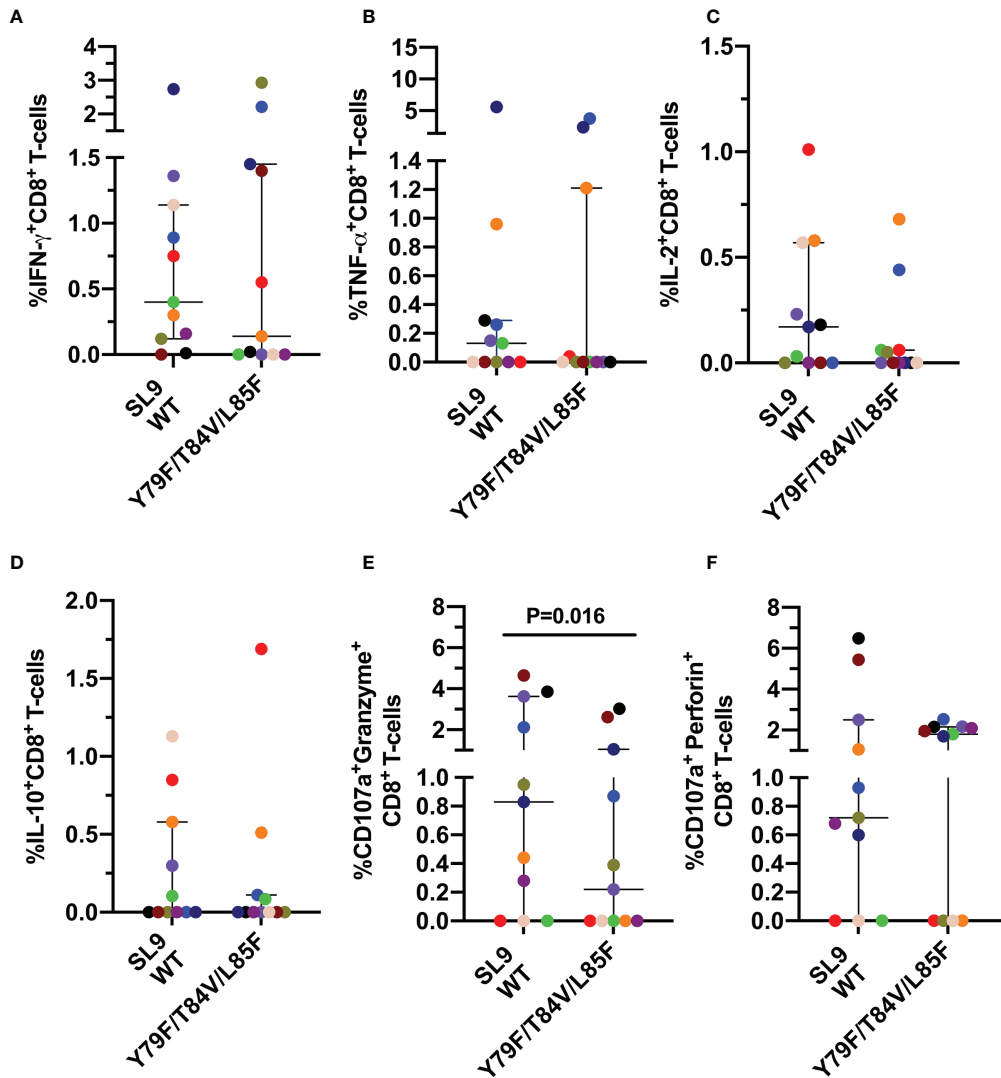 A
%IFN-γ⁺CD8⁺ T-cells
4
3
2
1.5
1.0
0.5
0.0
SL9
WT
Y79F/T84V/L85F
B
%TNF-α⁺CD8⁺ T-cells
15
10
5
1.4
1.2
1.0
0.8
0.6
0.4
0.2
0.0
SL9
WT
Y79F/T84V/L85F
C
%IL-2⁺CD8⁺ T-cells
1.5
1.0
0.5
0.0
SL9
WT
Y79F/T84V/L85F
D
%IL-10⁺CD8⁺ T-cells
2.0
1.5
1.0
0.5
0.0
SL9
WT
Y79F/T84V/L85F
E
%CD107a⁺Granzyme⁺
CD8⁺ T-cells
P=0.016
8
6
4
2
1.0
0.8
0.6
0.4
0.2
0.0
SL9
WT
Y79F/T84V/L85F
F
%CD107a⁺ Perforin⁺
CD8⁺ T-cells
8
6
4
2
1.0
0.8
0.6
0.4
0.2
0.0
SL9
WT
Y79F/T84V/L85F